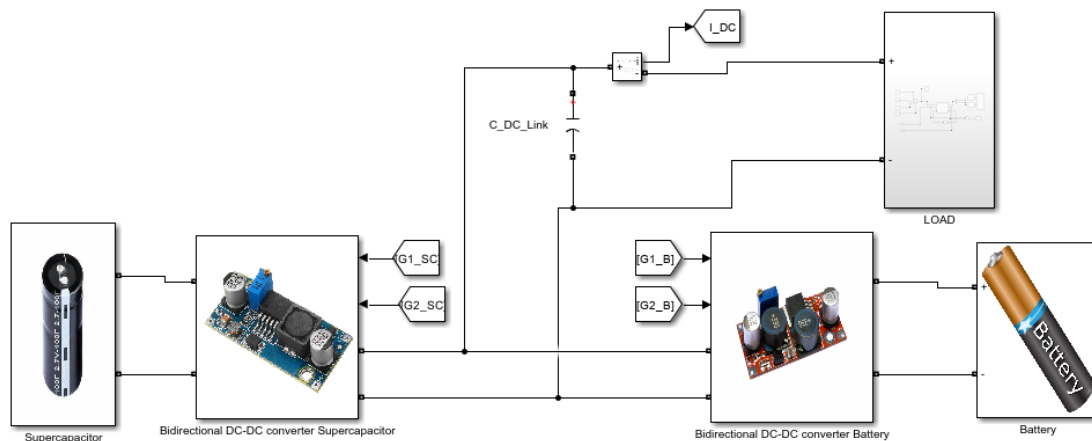 I_DC
+
-
+
C_DC_Link
-
LOAD
[G1_SC]
[G2_SC]
[G1_B]
[G2_B]
+
Battery
-
Supercapacitor
Bidirectional DC-DC converter Supercapacitor
Bidirectional DC-DC converter Battery
Battery